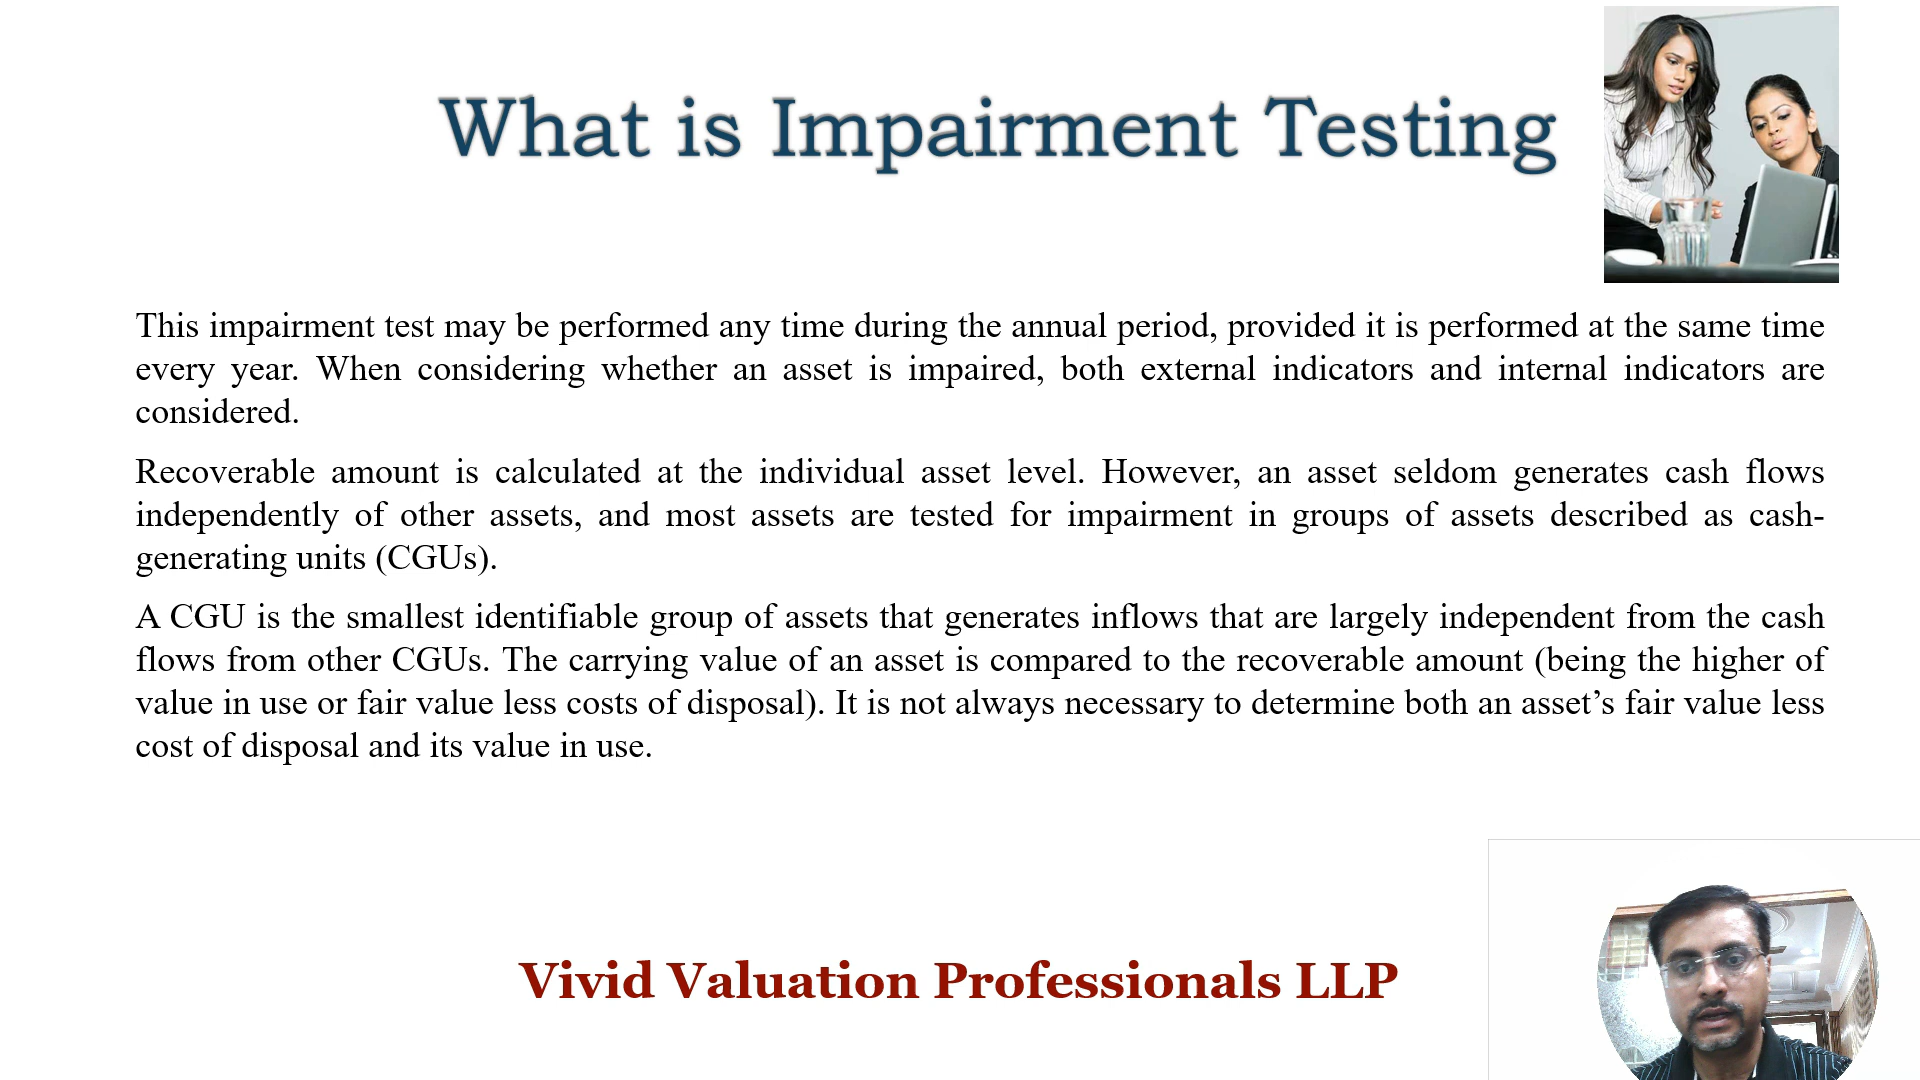 What is Impairment Testing
This impairment test may be performed any time during the annual period, provided it is performed at the same time
every year. When considering whether an asset is impaired, both external indicators and internal indicators are
considered.
Recoverable amount is calculated at the individual asset level. However, an asset seldom generates cash flows
independently of other assets, and most assets are tested for impairment in groups of assets described as cash-
generating units (CGUs).
A CGU is the smallest identifiable group of assets that generates inflows that are largely independent from the cash
flows from other CGUs. The carrying value of an asset is compared to the recoverable amount (being the higher of
value in use or fair value less costs of disposal). It is not always necessary to determine both an asset’s fair value less
cost of disposal and its value in use.
Vivid Valuation Professionals LLP